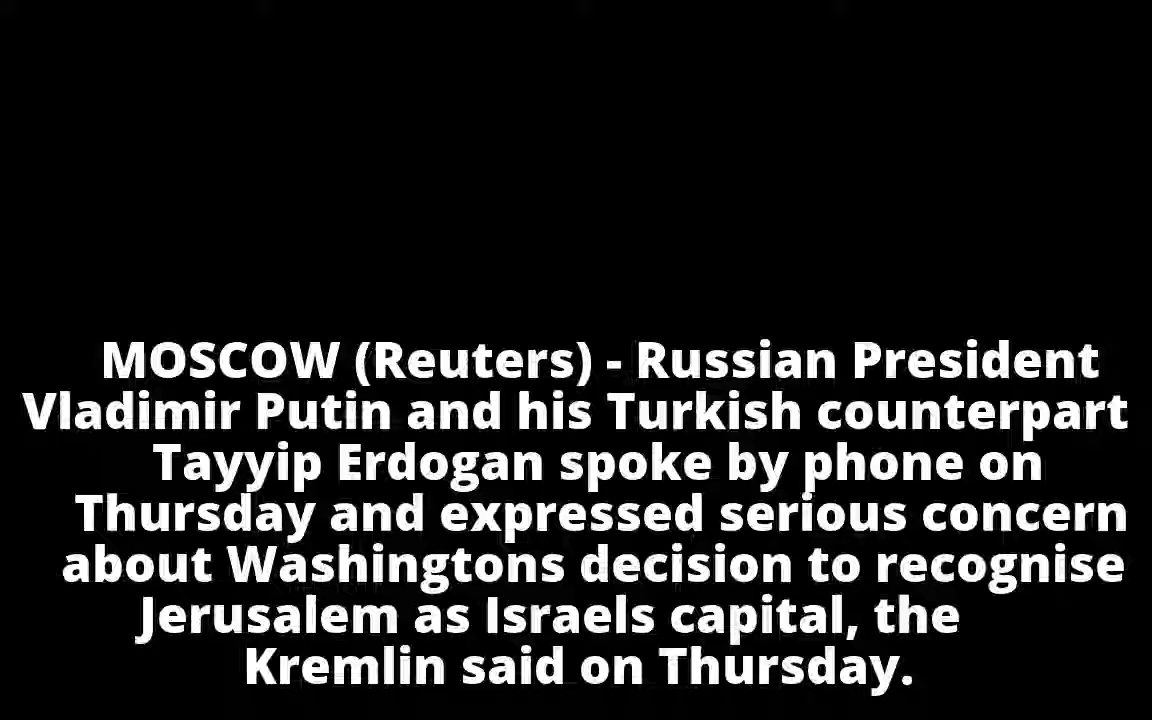 MOSCOW (Reuters) - Russian President
Vladimir Putin and his Turkish counterpart
Tayyip Erdogan spoke by phone on
Thursday and expressed serious concern
about Washingtons decision to recognise
Jerusalem as Israels capital, the
Kremlin said on Thursday.